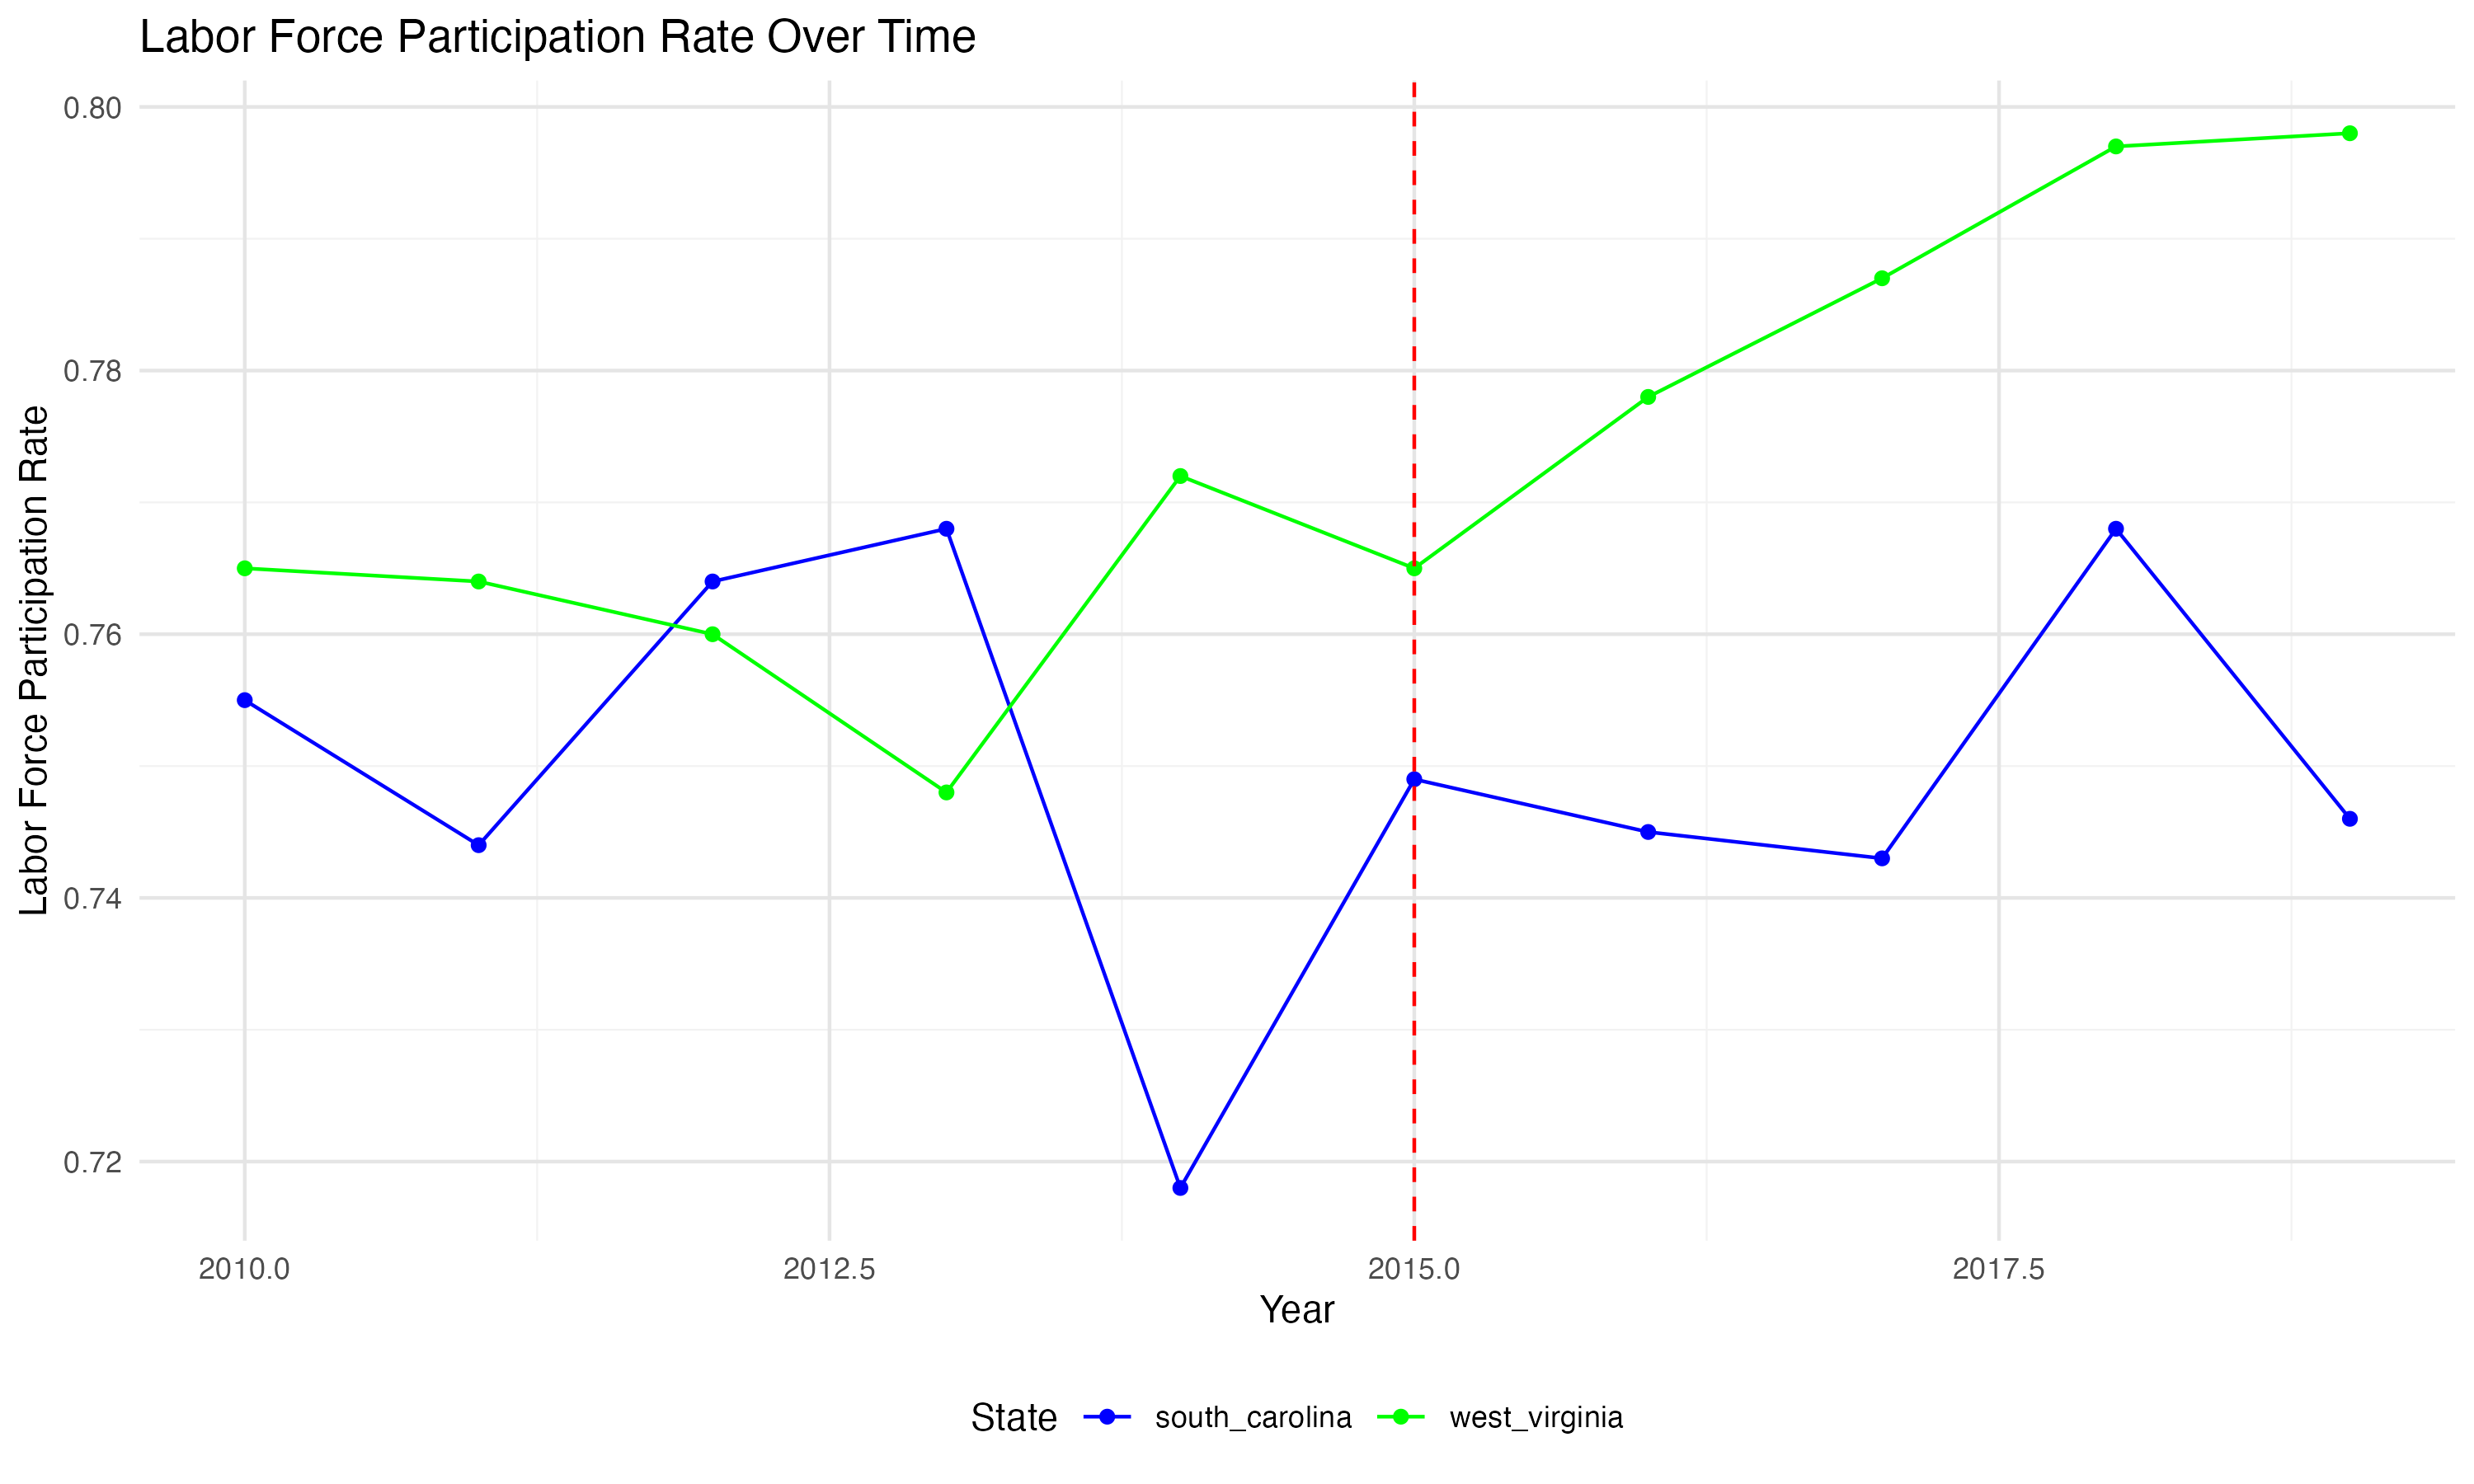 Labor Force Participation Rate Over Time
Labor Force Participation Rate
0.80
0.78
0.76
0.74
0.72
2010.0 2012.5 2015.0 2017.5
Year
State south_carolina west_virginia